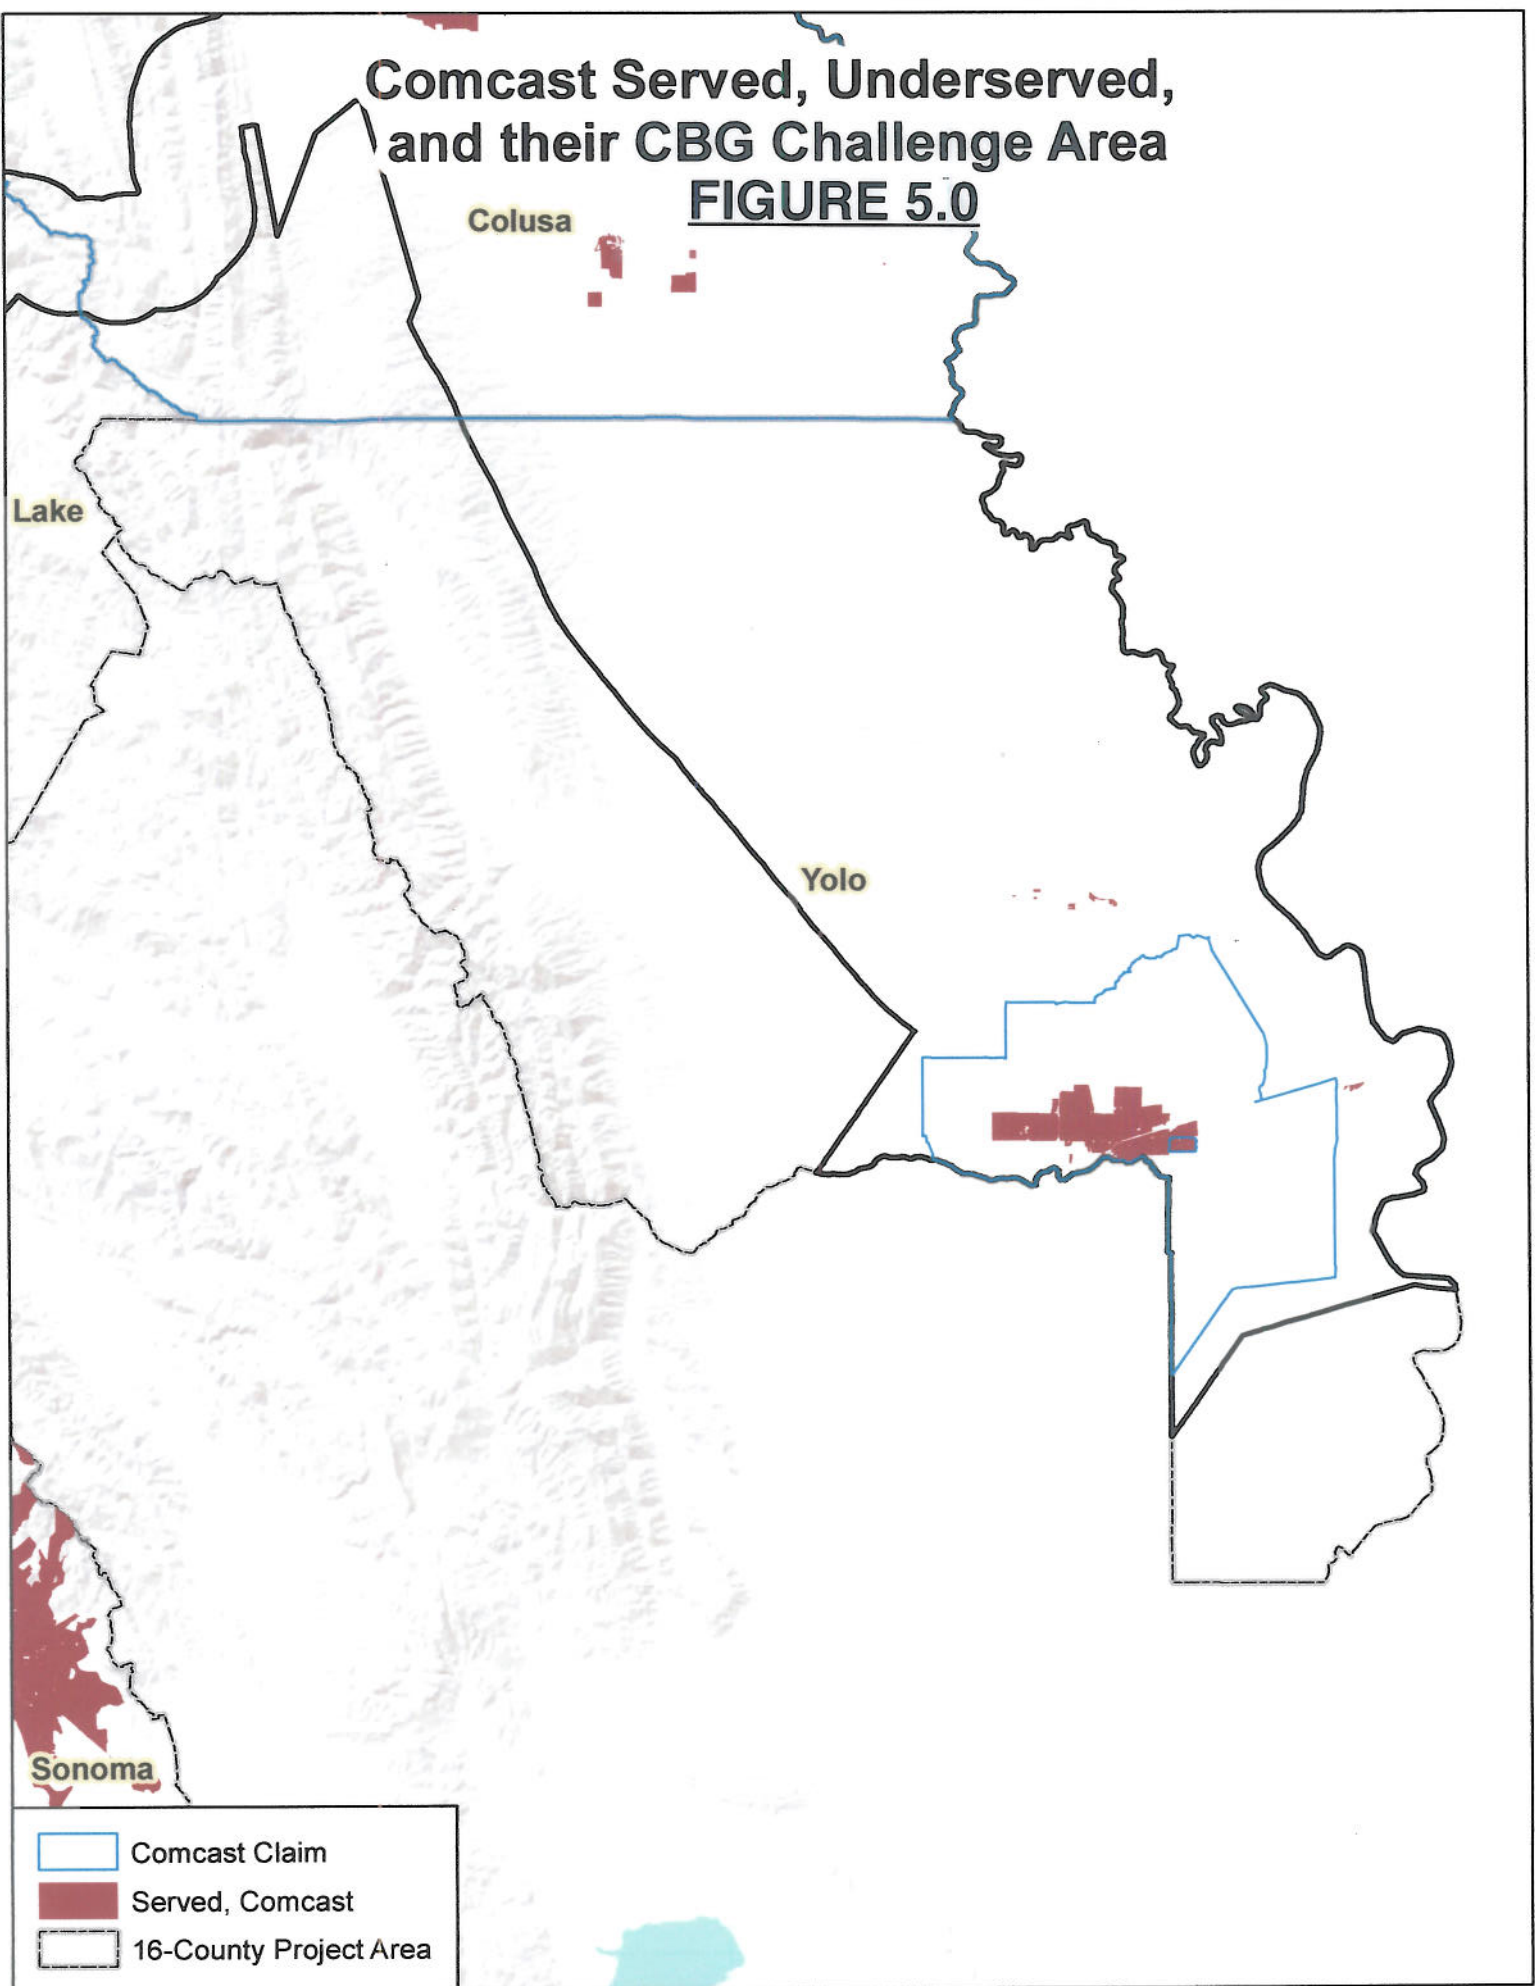 Comcast Served, Underserved,
and their CBG Challenge Area
FIGURE 5.0
Colusa
Lake
Yolo
Sonoma
Comcast Claim
Served, Comcast
16-County Project Area